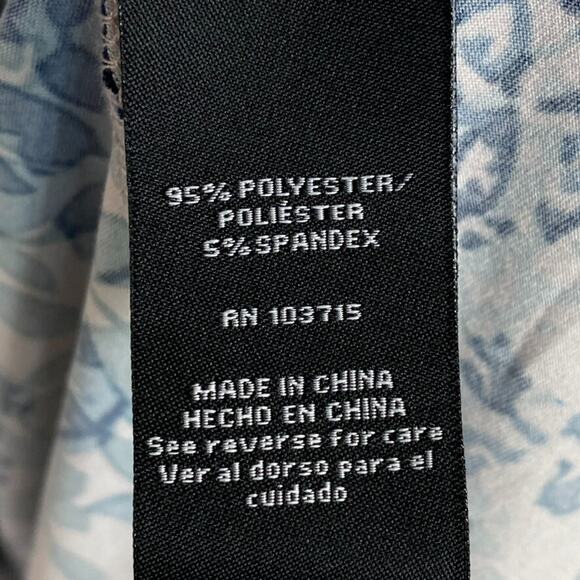 95% POLYESTER/
POLIÉSTER
5% SPANDEX
RN 103715
MADE IN CHINA
HECHO EN CHINA
See reverse for care
Ver al dorso para el
cuidado